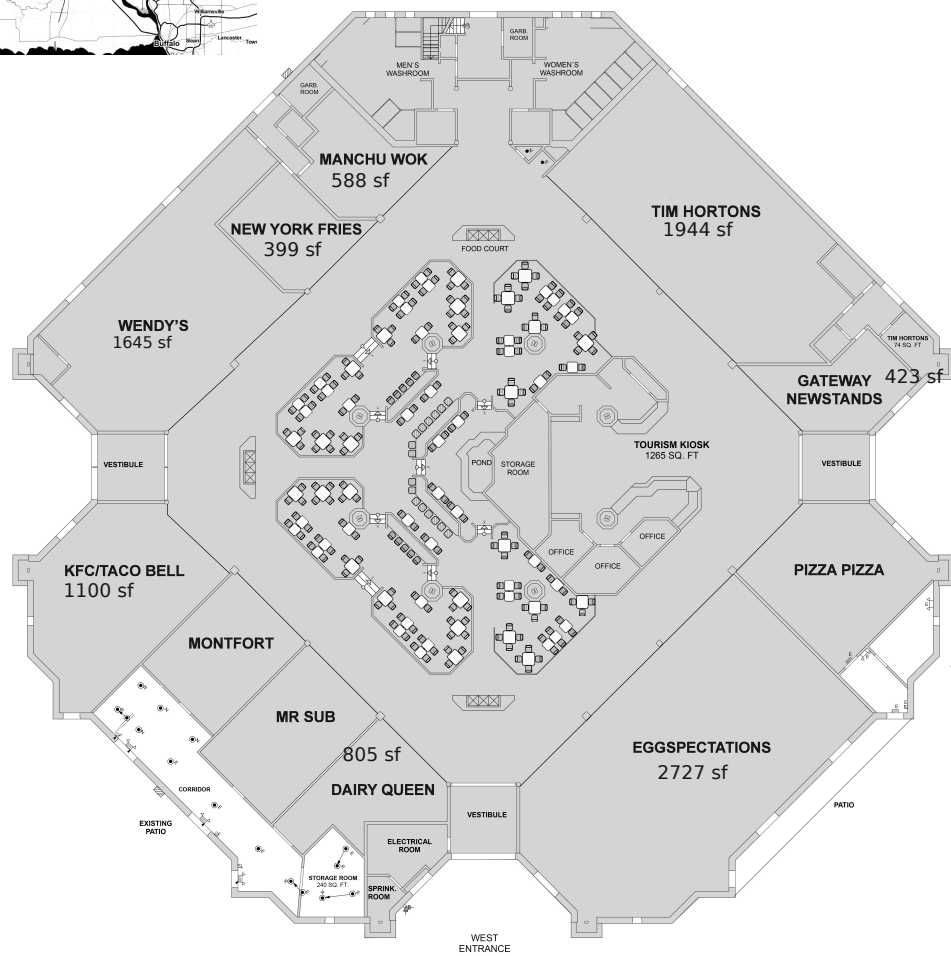 Williamsville
Buffalo
Sloan
Lancaster
Town
GARB.
ROOM
MEN'S
WASHROOM
WOMEN'S
WASHROOM
GARB.
ROOM
MANCHU WOK
588 sf
NEW YORK FRIES
399 sf
TIM HORTONS
1944 sf
FOOD COURT
WENDY'S
1645 sf
TIM HORTONS
74 SQ. FT
GATEWAY
NEWSTANDS
423 sf
VESTIBULE
POND
STORAGE
ROOM
TOURISM KIOSK
1265 SQ. FT
VESTIBULE
OFFICE
OFFICE
OFFICE
KFC/TACO BELL
1100 sf
PIZZA PIZZA
MONTFORT
MR SUB
805 sf
DAIRY QUEEN
EGGSPECTATIONS
2727 sf
CORRIDOR
EXISTING
PATIO
VESTIBULE
PATIO
ELECTRICAL
ROOM
STORAGE ROOM
240 SQ. FT.
SPRINK.
ROOM
WEST
ENTRANCE